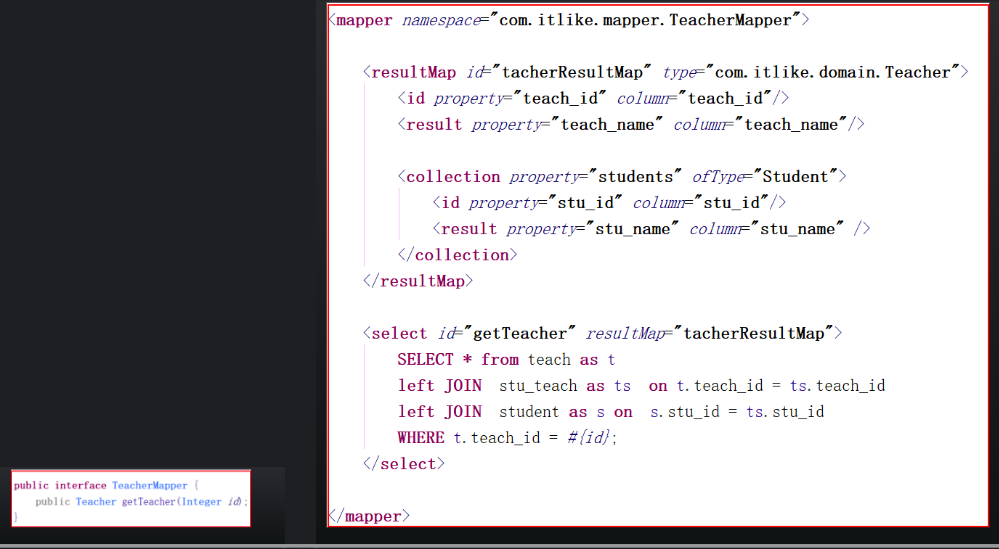 <mapper namespace="com.itlike.mapper.TeacherMapper">
<resultMap id="tacherResultMap" type="com.itlike.domain.Teacher">
<id property="teach_id" column="teach_id"/>
<result property="teach_name" column="teach_name"/>
<collection property="students" ofType="Student">
<id property="stu_id" column="stu_id"/>
<result property="stu_name" column="stu_name" />
</collection>
</resultMap>
<select id="getTeacher" resultMap="tacherResultMap">
SELECT * from teach as t
left JOIN stu_teach as ts on t.teach_id = ts.teach_id
left JOIN student as s on s.stu_id = ts.stu_id
WHERE t.teach_id = #{id};
</select>
</mapper>
public interface TeacherMapper {
public Teacher getTeacher(Integer id);
}